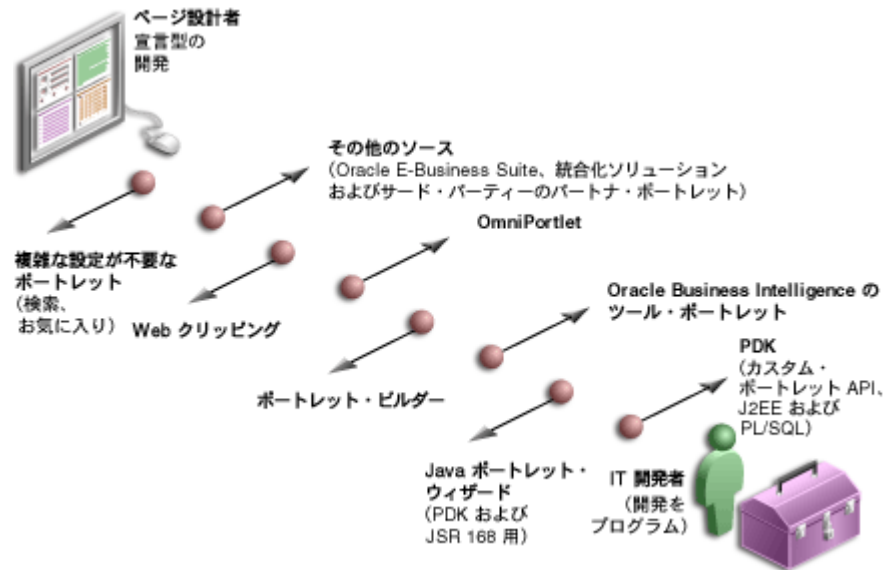 ページ設計者
宣言型の
開発
その他のソース
(Oracle E-Business Suite、統合化ソリューション
およびサード・パーティーのパートナ・ポートレット)
OmniPortlet
複雑な設定が不要な
ポートレット
(検索、
お気に入り)
Web クリッピング
Oracle Business Intelligence の
ツール・ポートレット
ポートレット・ビルダー
PDK
(カスタム・
ポートレット API、
J2EE および
PL/SQL)
Java ポートレット・
ウィザード
(PDK および
JSR 168 用)
IT 開発者
(開発を
プログラム)